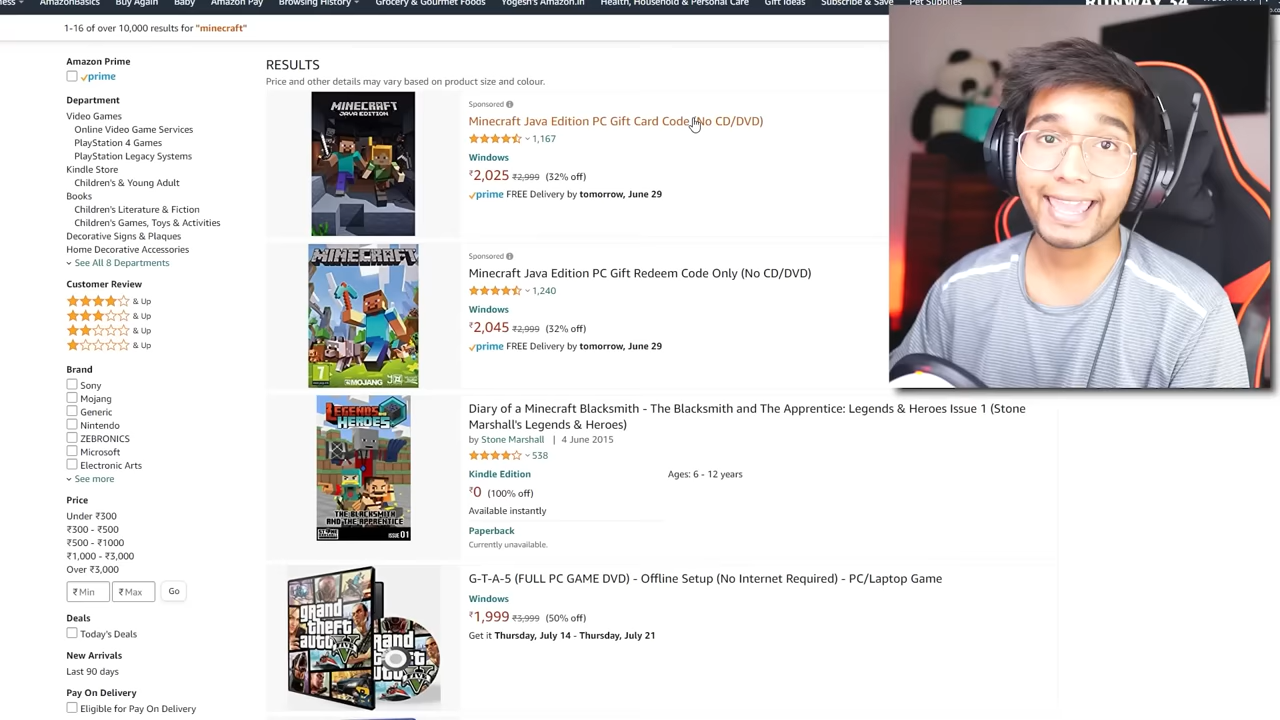 AmazonBasics Buy Again Baby Amazon Pay Browsing History Grocery & Gourmet Foods Yogesh's Amazon.in Health, Household & Personal Care Gift Ideas Subscribe & Save Pet Supplies
RUNWAY 34
1-16 of over 10,000 results for "minecraft"
Amazon Prime
prime
Department
Video Games
Online Video Game Services
PlayStation 4 Games
PlayStation Legacy Systems
Kindle Store
Children's & Young Adult
Books
Children's Literature & Fiction
Children's Games, Toys & Activities
Decorative Signs & Plaques
Home Decorative Accessories
See All 8 Departments
Customer Review
& Up
& Up
& Up
& Up
Brand
Sony
Mojang
Generic
Nintendo
ZEBRONICS
Microsoft
Electronic Arts
See more
Price
Under ₹300
₹300 - ₹500
₹500 - ₹1000
₹1,000 - ₹3,000
Over ₹3,000
₹ Min ₹ Max Go
Deals
Today's Deals
New Arrivals
Last 90 days
Pay On Delivery
Eligible for Pay On Delivery
RESULTS
Price and other details may vary based on product size and colour.
MINECRAFT
JAVA EDITION
Sponsored
Minecraft Java Edition PC Gift Card Code (No CD/DVD)
1,167
Windows
₹2,025 ₹2,999 (32% off)
prime FREE Delivery by tomorrow, June 29
MINECRAFT
7
MOJANG
Sponsored
Minecraft Java Edition PC Gift Redeem Code Only (No CD/DVD)
1,240
Windows
₹2,045 ₹2,999 (32% off)
prime FREE Delivery by tomorrow, June 29
LEGENDS &
HEROES
THE BLACKSMITH
AND THE APPRENTICE
ISSUE 01
Diary of a Minecraft Blacksmith - The Blacksmith and The Apprentice: Legends & Heroes Issue 1 (Stone
Marshall's Legends & Heroes)
by Stone Marshall | 4 June 2015
538
Kindle Edition Ages: 6 - 12 years
₹0 (100% off)
Available instantly
Paperback
Currently unavailable.
grand
theft
auto V
G-T-A-5 (FULL PC GAME DVD) - Offline Setup (No Internet Required) - PC/Laptop Game
Windows
₹1,999 ₹3,999 (50% off)
Get it Thursday, July 14 - Thursday, July 21